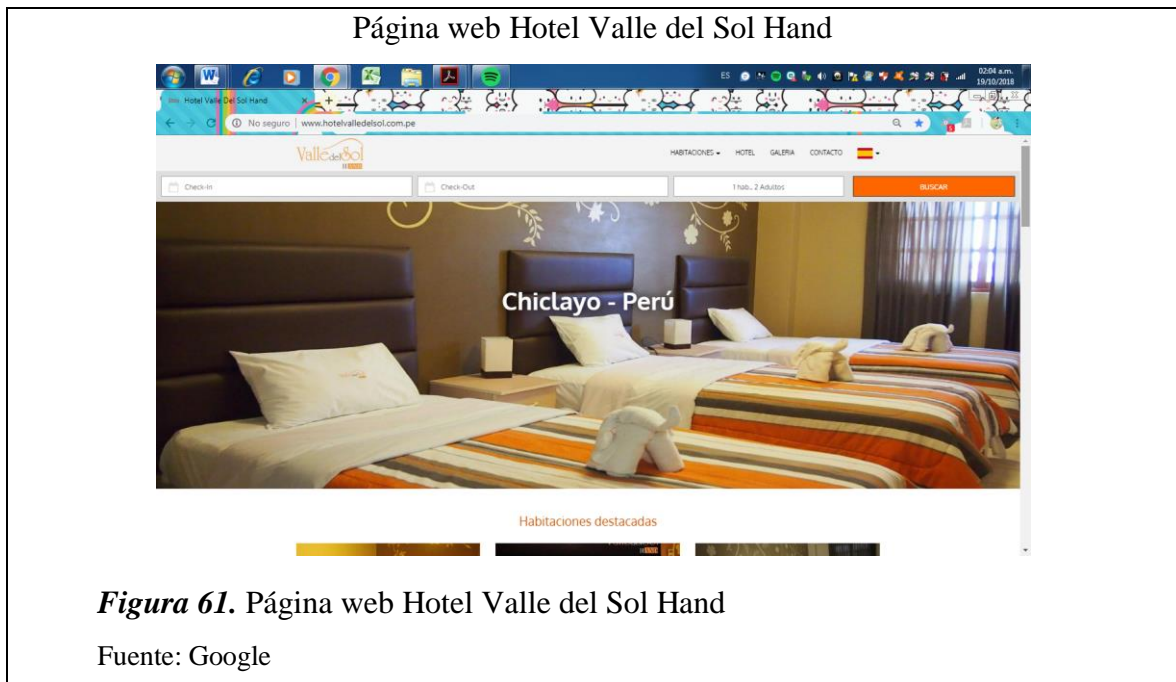 Página web Hotel Valle del Sol Hand
ES
02:04 a.m.
19/10/2018
Hotel Valle Del Sol Hand
No seguro | www.hotelvalledelsol.com.pe
Valle del Sol
HABITACIONES HOTEL GALERIA CONTACTO
Check-In Check-Out 1 hab., 2 Adultos BUSCAR
Chiclayo - Perú
Habitaciones destacadas
Figura 61. Página web Hotel Valle del Sol Hand
Fuente: Google